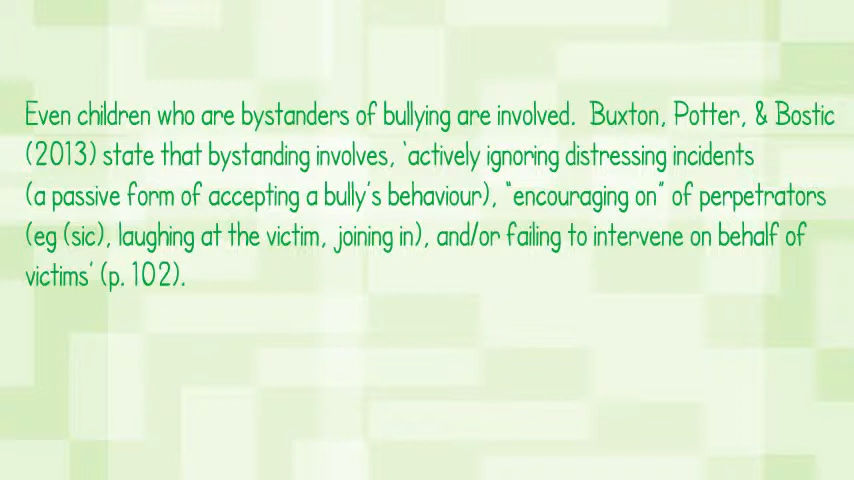 Even children who are bystanders of bullying are involved.  Buxton, Potter, & Bostic
(2013) state that bystanding involves, 'actively ignoring distressing incidents
(a passive form of accepting a bully's behaviour), "encouraging on" of perpetrators
(eg (sic), laughing at the victim, joining in), and/or failing to intervene on behalf of
victims' (p. 102).